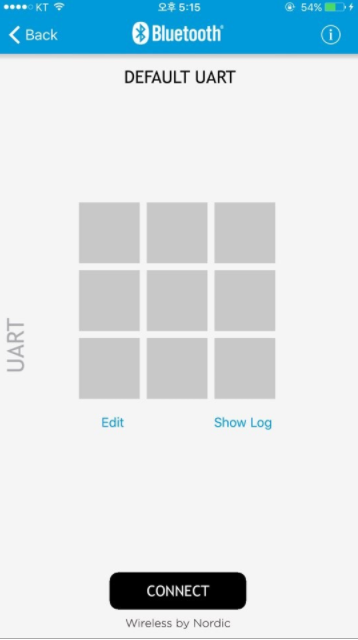 KT 오후 5:15 54%
Back Bluetooth
DEFAULT UART
UART
Edit Show Log
CONNECT
Wireless by Nordic